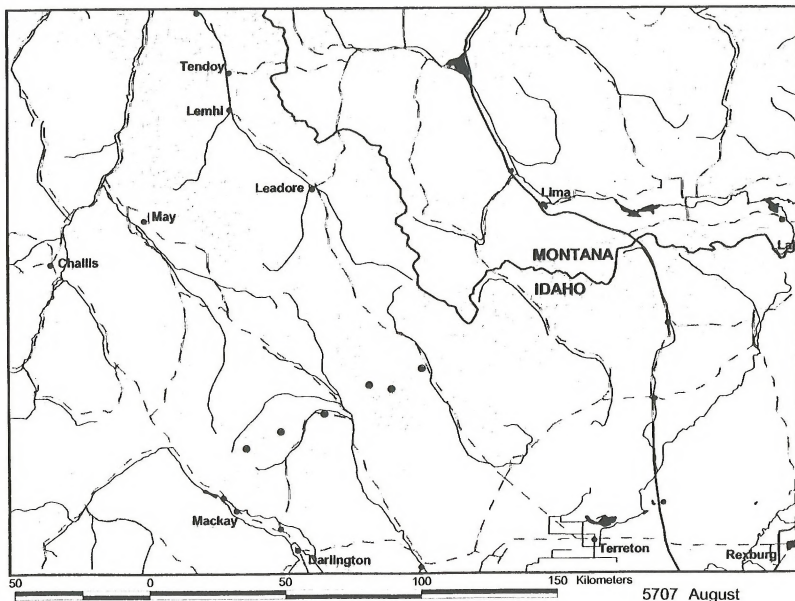 Tendoy
Lemhi
Leadore
May
Lima
Challis
MONTANA
IDAHO
Mackay
Darlington
Terreton
Rexburg
50 0 50 100 150 Kilometers
5707 August